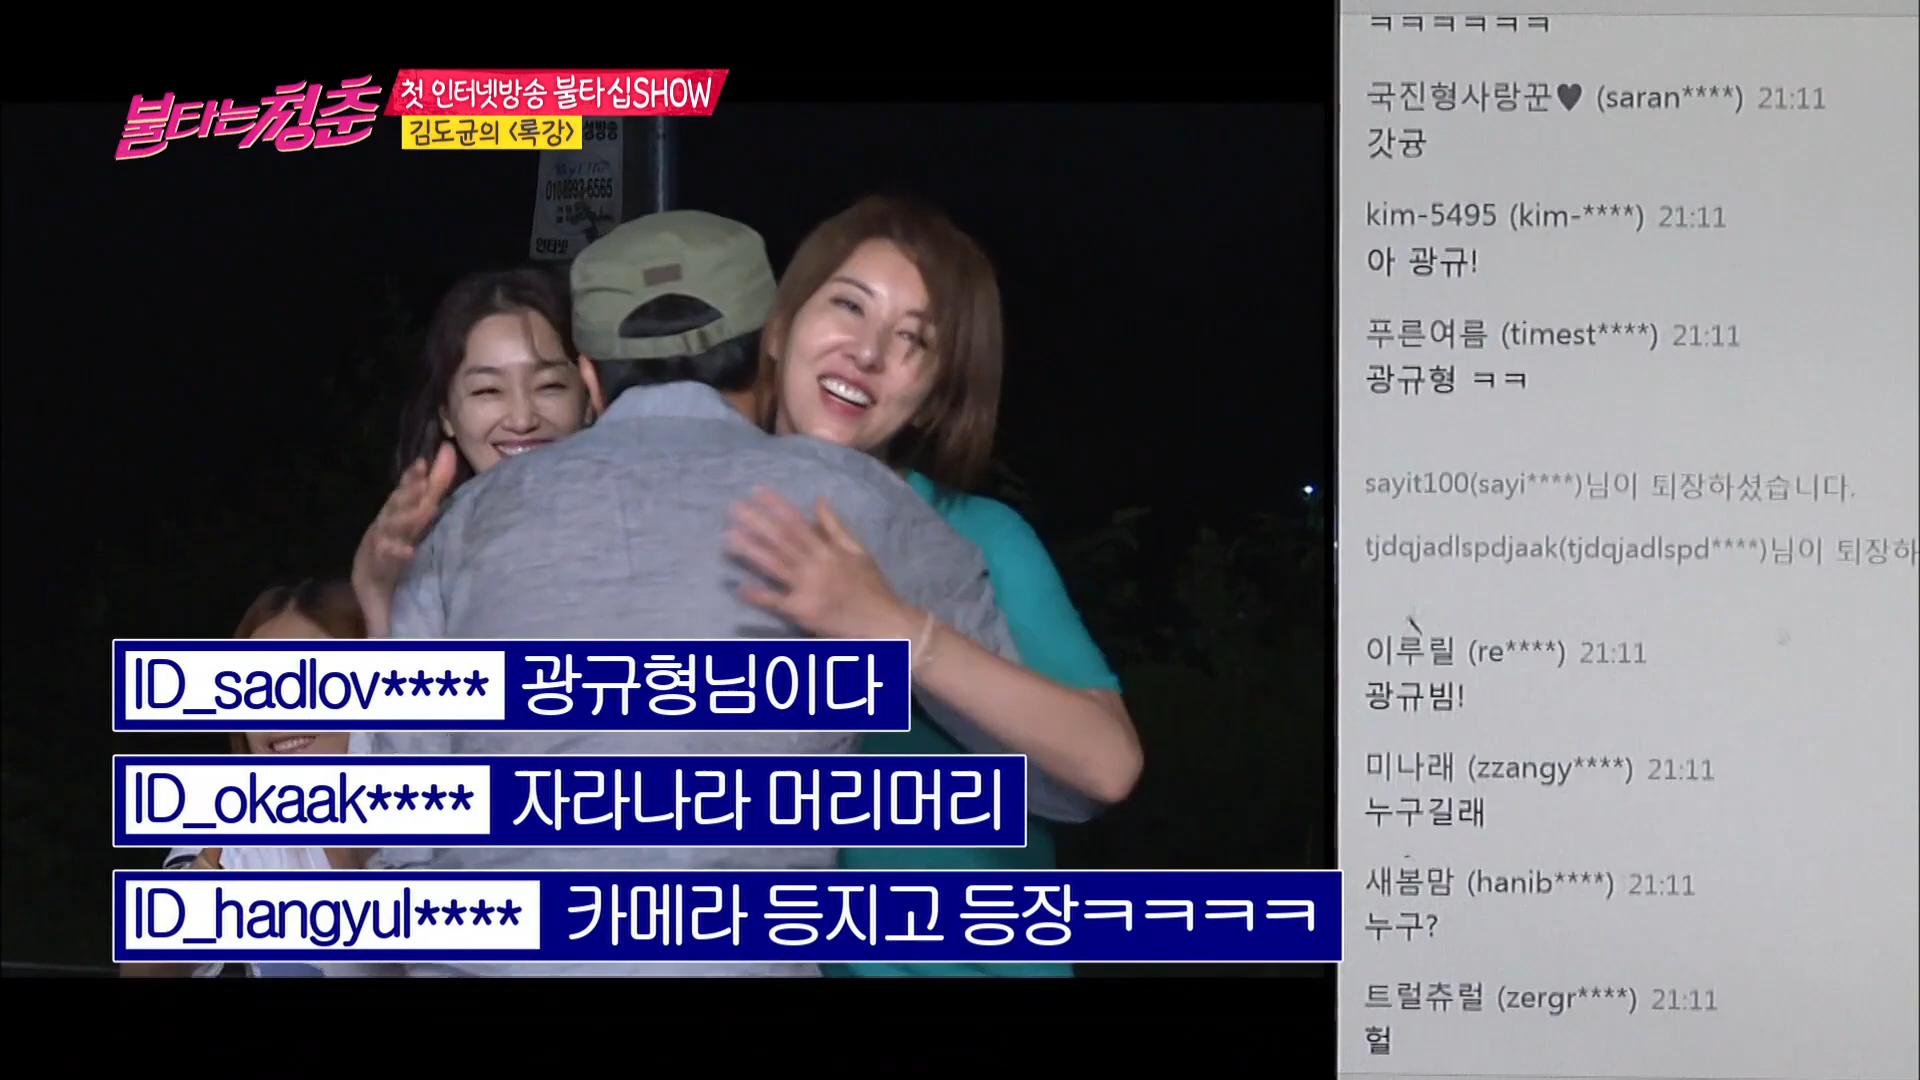 불타는 청춘
첫 인터넷방송 불타십SHOW
김도균의 <록강>
인터넷
ID_sadlov**** 광규형님이다
ID_okaak**** 자라나라 머리머리
ID_hangyul**** 카메라 등지고 등장ㅋㅋㅋㅋ
ㅋㅋㅋㅋㅋㅋ
국진형사랑꾼♥ (saran****) 21:11
갓귱
kim-5495 (kim-****) 21:11
아 광규!
푸른여름 (timest****) 21:11
광규형 ㅋㅋ
sayit100(sayi****)님이 퇴장하셨습니다.
tjdqjadlspdjaak(tjdqjadlspd****)님이 퇴장하
이루릴 (re****) 21:11
광규빔!
미나래 (zzangy****) 21:11
누구길래
새봄맘 (hanib****) 21:11
누구?
트럴츄럴 (zergr****) 21:11
헐